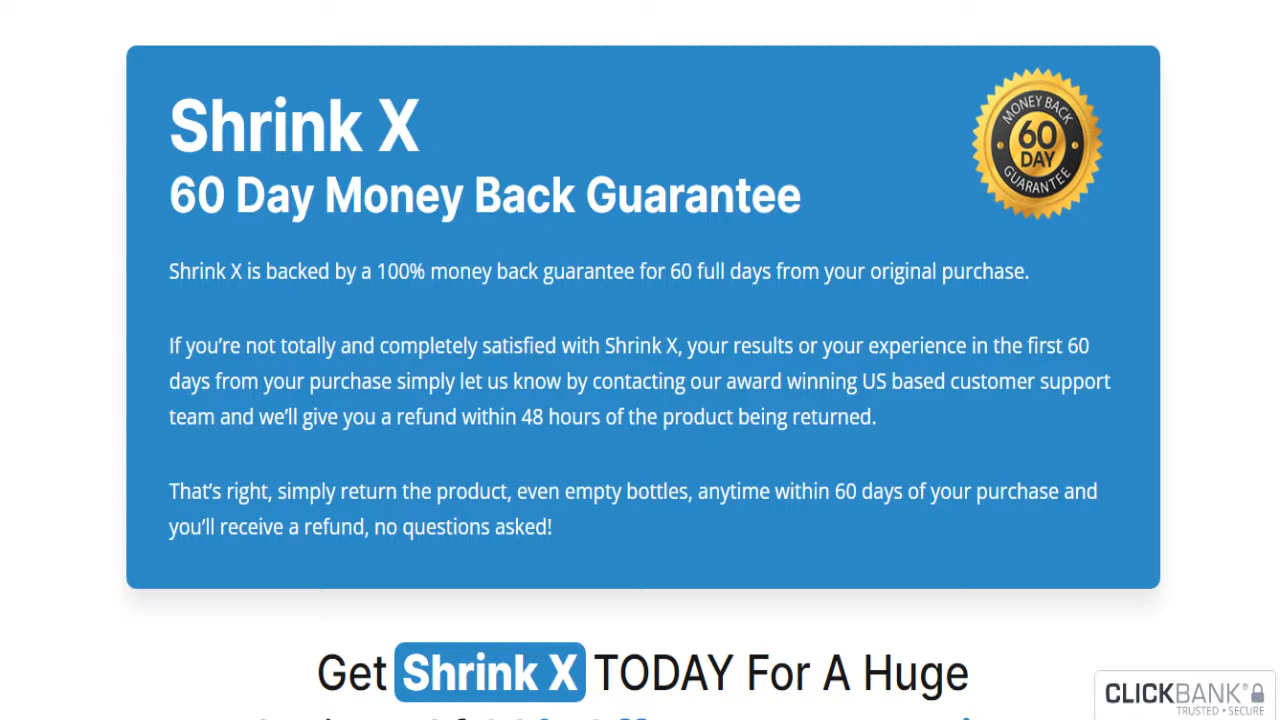 Shrink X
60 Day Money Back Guarantee
MONEY BACK
60
DAY
GUARANTEE
Shrink X is backed by a 100% money back guarantee for 60 full days from your original purchase.
If you’re not totally and completely satisfied with Shrink X, your results or your experience in the first 60
days from your purchase simply let us know by contacting our award winning US based customer support
team and we’ll give you a refund within 48 hours of the product being returned.
That’s right, simply return the product, even empty bottles, anytime within 60 days of your purchase and
you’ll receive a refund, no questions asked!
Get Shrink X TODAY For A Huge
CLICKBANK®
TRUSTED • SECURE